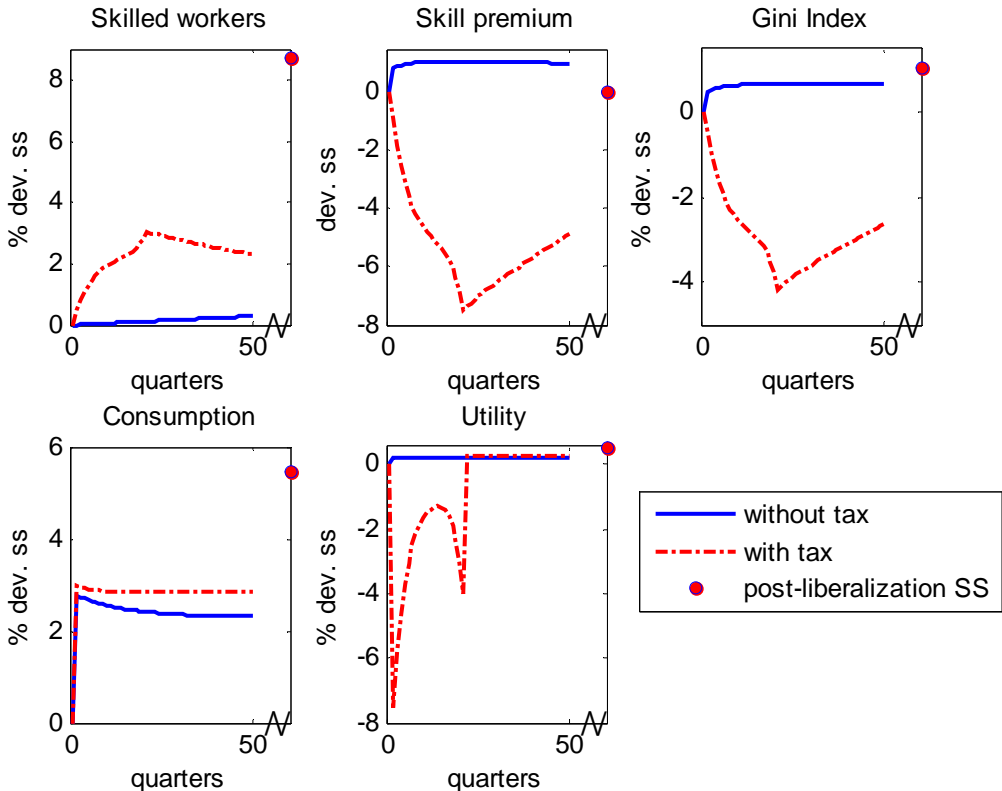 Skilled workers
% dev. ss
8
6
4
2
0
0
50
quarters
Skill premium
dev. ss
0
-2
-4
-6
-8
0
50
quarters
Gini Index
% dev. ss
0
-2
-4
0
50
quarters
Consumption
% dev. ss
6
4
2
0
0
50
quarters
Utility
% dev. ss
0
-2
-4
-6
-8
0
50
quarters
without tax
with tax
post-liberalization SS